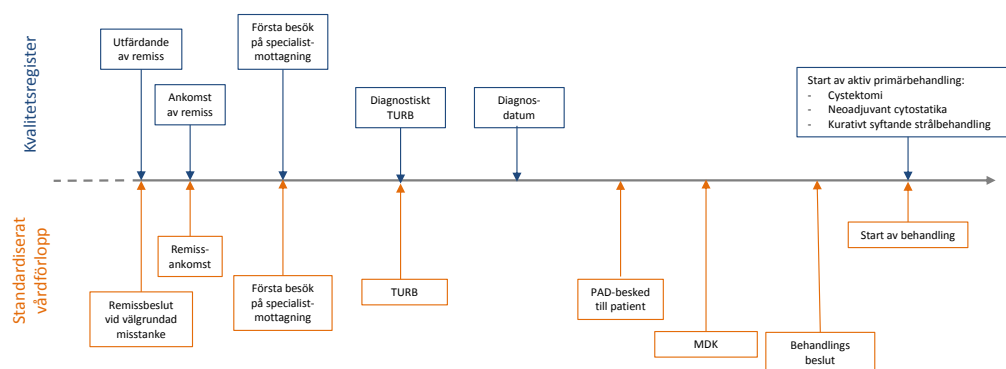 Kvalitetsregister
Utfärdande
av remiss
Ankomst
av remiss
Första besök
på specialist-
mottagning
Diagnostiskt
TURB
Diagnos-
datum
Start av aktiv primärbehandling:
- Cystektomi
- Neoadjuvant cytostatika
- Kurativt syftande strålbehandling
Standardiserat
vårdförlopp
Remissbeslut
vid välgrundad
misstanke
Remiss-
ankomst
Första besök
på specialist-
mottagning
TURB
PAD-besked
till patient
MDK
Behandlings
beslut
Start av behandling